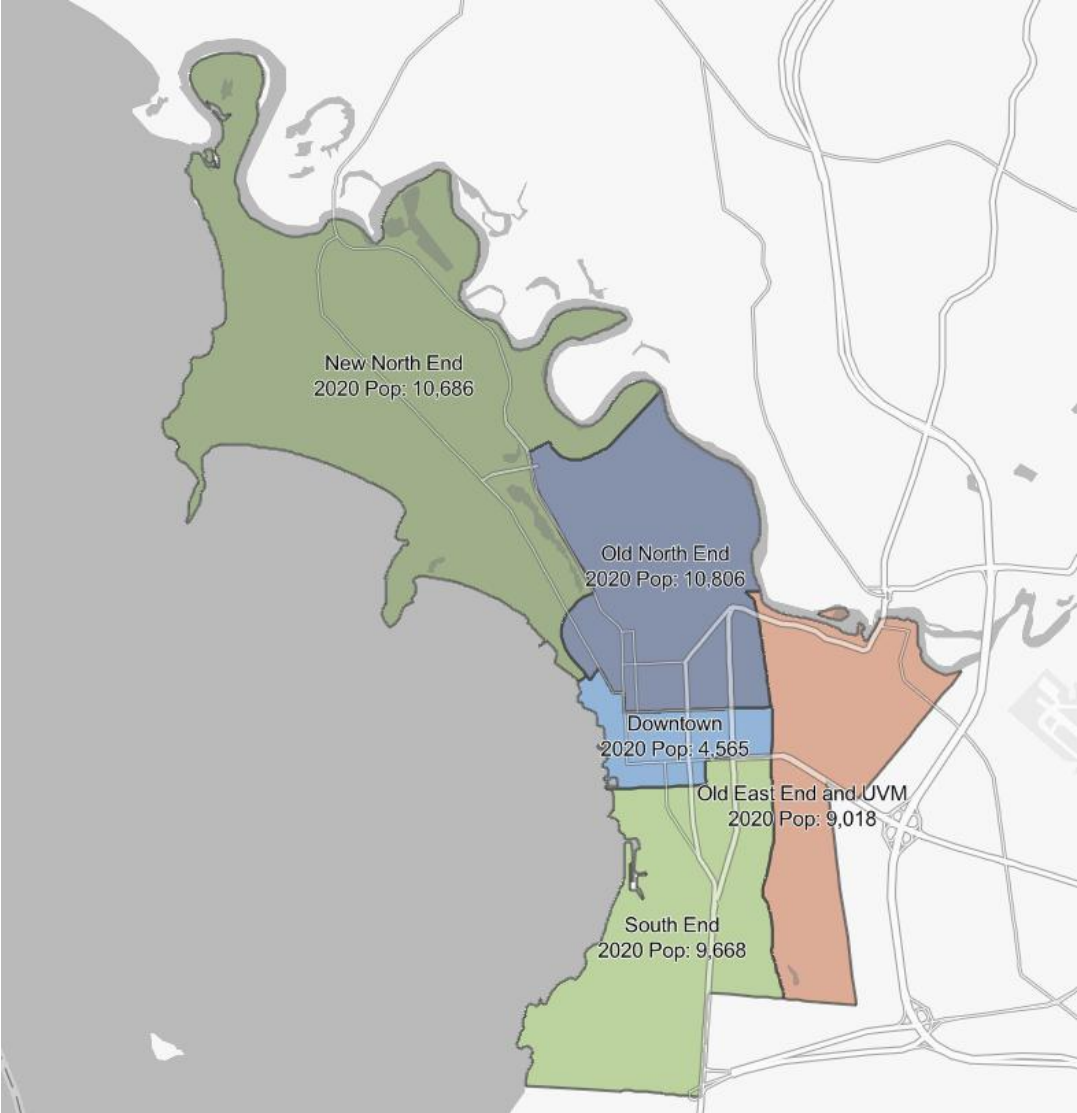 New North End
2020 Pop: 10,686
Old North End
2020 Pop: 10,806
Downtown
2020 Pop: 4,565
Old East End and UVM
2020 Pop: 9,018
South End
2020 Pop: 9,668